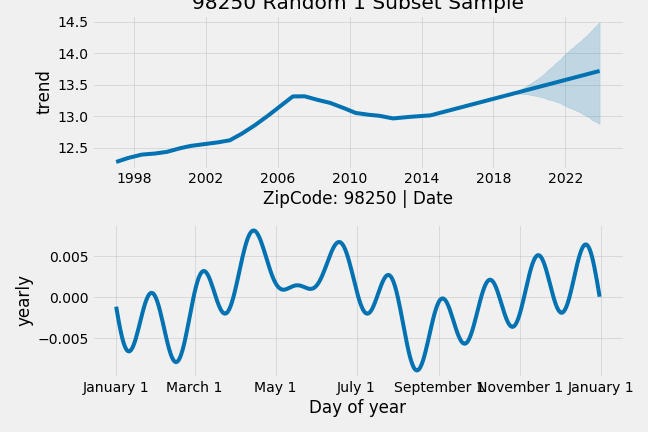 98250 Random 1 Subset Sample
14.5
14.0
13.5
13.0
12.5
trend
1998 2002 2006 2010 2014 2018 2022
ZipCode: 98250 | Date
0.005
0.000
−0.005
yearly
January 1 March 1 May 1 July 1 September 1 November 1 January 1
Day of year